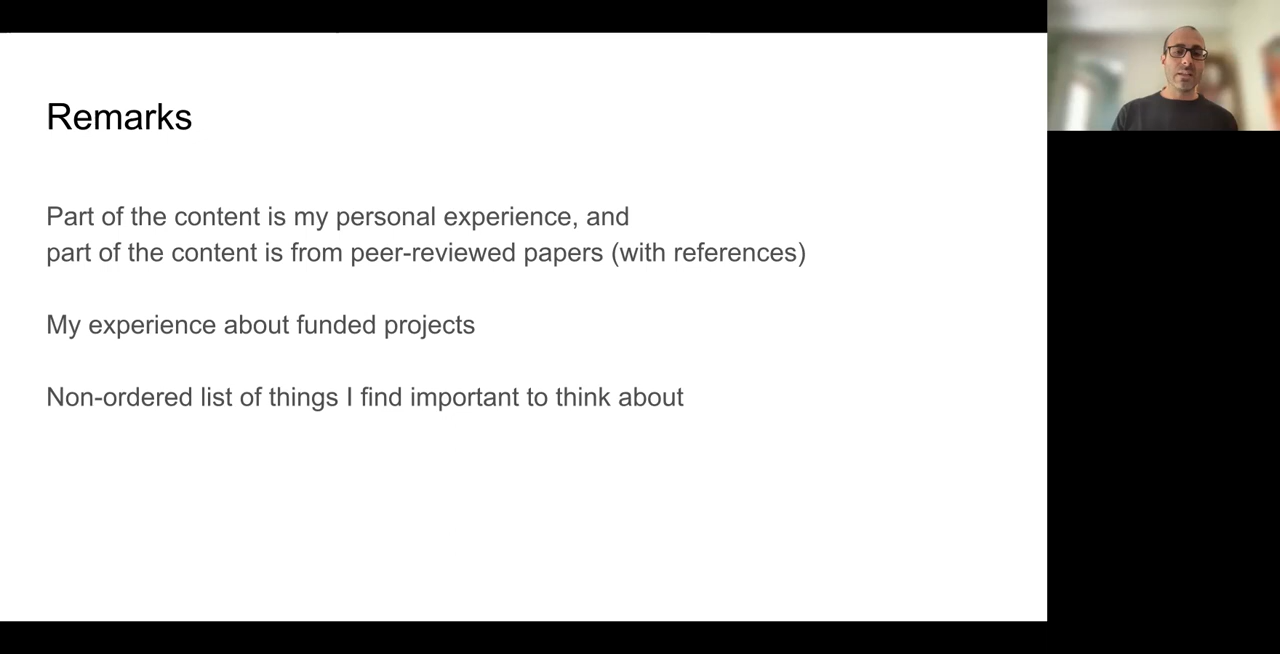 Remarks
Part of the content is my personal experience, and
part of the content is from peer-reviewed papers (with references)
My experience about funded projects
Non-ordered list of things I find important to think about